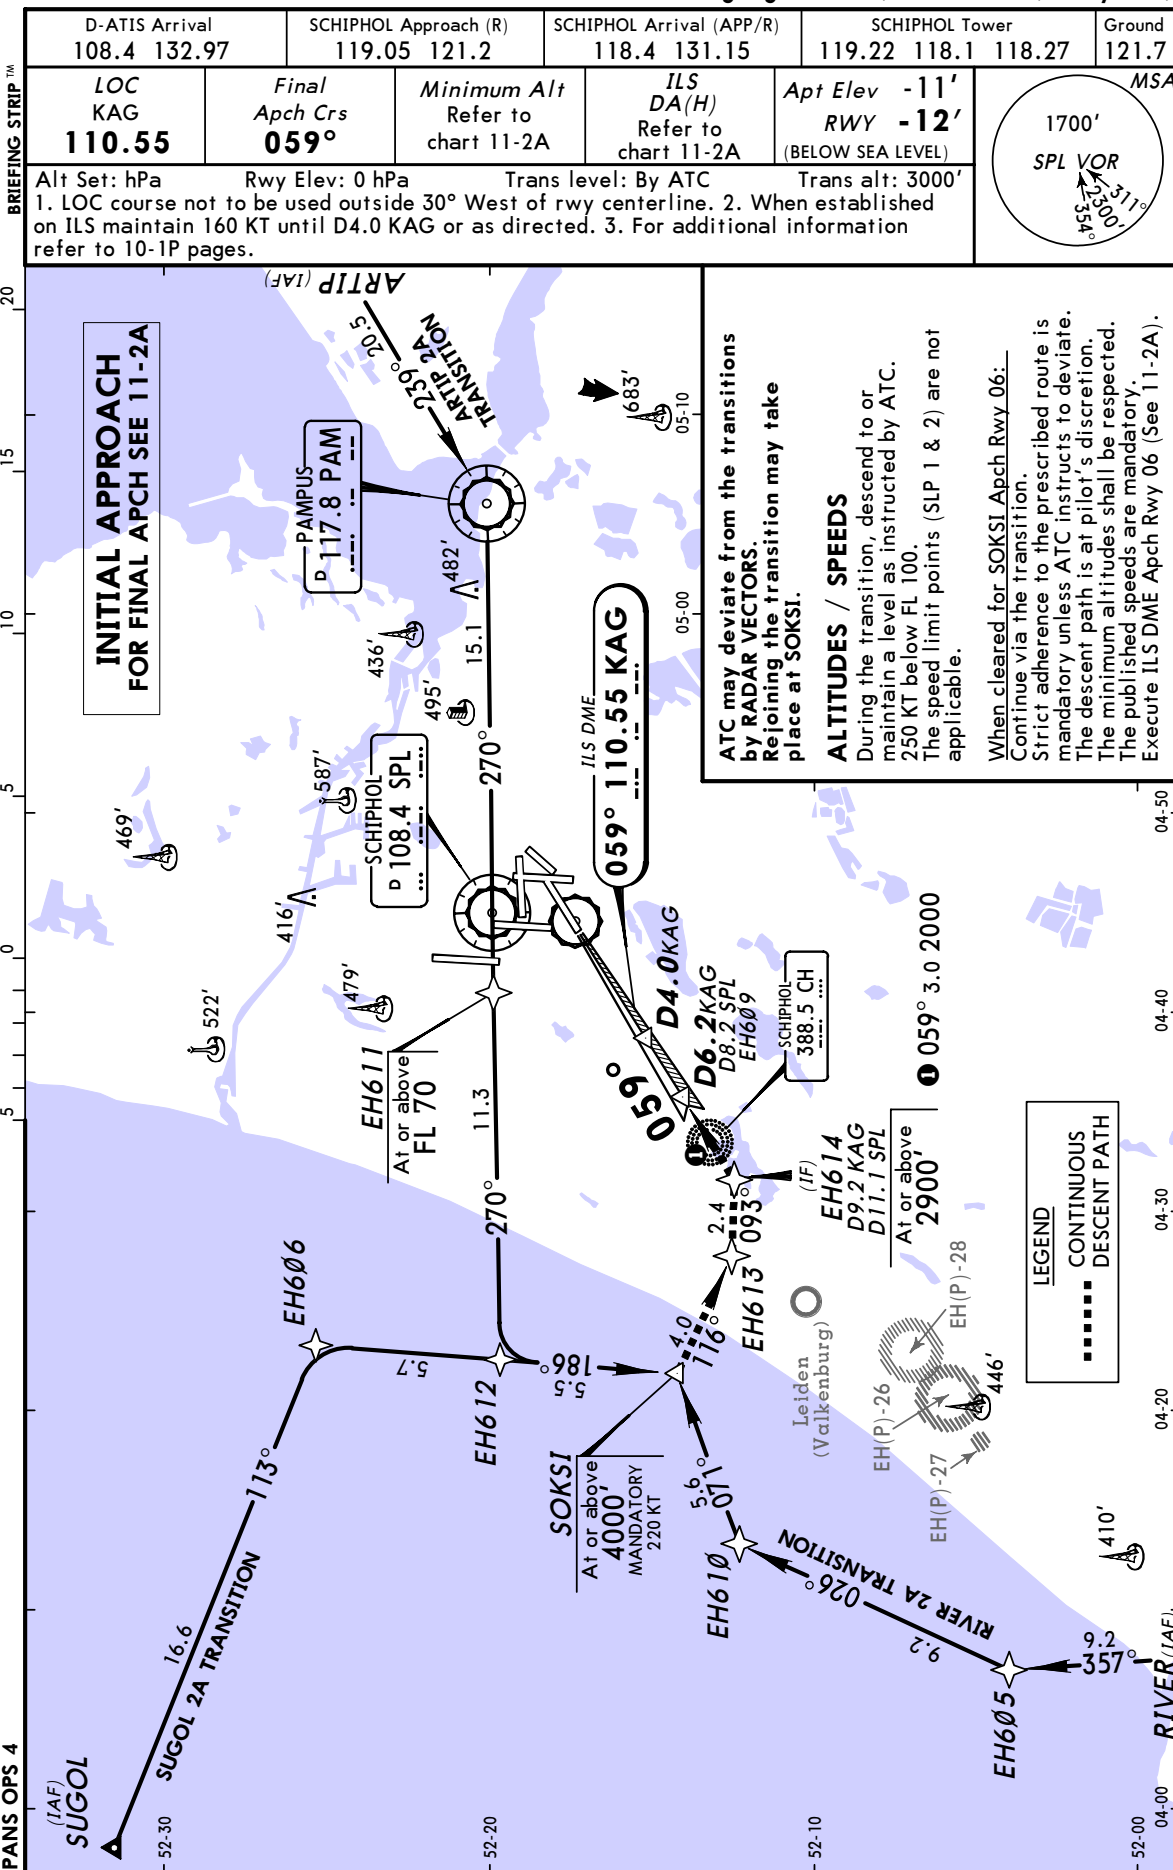 D-ATIS Arrival
108.4 132.97
SCHIPHOL Approach (R)
119.05 121.2
SCHIPHOL Arrival (APP/R)
118.4 131.15
SCHIPHOL Tower
119.22 118.1 118.27
Ground
121.7
BRIEFING STRIP TM
LOC
KAG
110.55
Final
Apch Crs
059°
Minimum Alt
Refer to
chart 11-2A
ILS
DA(H)
Refer to
chart 11-2A
Apt Elev -11'
RWY -12'
(BELOW SEA LEVEL)
MSA
1700'
SPL VOR
311°
2300'
354°
Alt Set: hPa Rwy Elev: 0 hPa Trans level: By ATC Trans alt: 3000'
1. LOC course not to be used outside 30° West of rwy centerline. 2. When established
on ILS maintain 160 KT until D4.0 KAG or as directed. 3. For additional information
refer to 10-1P pages.
INITIAL APPROACH
FOR FINAL APCH SEE 11-2A
ARTIP (IAF)
20.5
239°
ARTIP 2A
TRANSITION
PAMPUS
D 117.8 PAM
683'
05-10
482'
436'
495'
15.1
270°
05-00
587'
469'
416'
SCHIPHOL
D 108.4 SPL
ILS DME
059° 110.55 KAG
ATC may deviate from the transitions
by RADAR VECTORS.
Rejoining the transition may take
place at SOKSI.
ALTITUDES / SPEEDS
During the transition, descend to or
maintain a level as instructed by ATC.
250 KT below FL 100.
The speed limit points (SLP 1 & 2) are not
applicable.
When cleared for SOKSI Apch Rwy 06:
Continue via the transition.
Strict adherence to the prescribed route is
mandatory unless ATC instructs to deviate.
The descent path is at pilot's discretion.
The minimum altitudes shall be respected.
The published speeds are mandatory.
Execute ILS DME Apch Rwy 06 (See 11-2A).
04-50
522'
479'
EH611
At or above
FL 70
11.3
270°
D4.0KAG
D6.2KAG
D8.2 SPL
EH609
059°
SCHIPHOL
388.5 CH
1 059° 3.0 2000
04-40
1
(IF)
EH614
D9.2 KAG
D11.1 SPL
At or above
2900'
2.4
093°
LEGEND
CONTINUOUS
DESCENT PATH
04-30
EH606
5.7
EH612
5.5
186°
4.0
116°
EH613
Leiden
(Valkenburg)
EH(P)-28
EH(P)-26
EH(P)-27
446'
04-20
SOKSI
At or above
4000'
MANDATORY
220 KT
5.6
071°
EH610
113°
16.6
SUGOL 2A TRANSITION
026°
9.2
RIVER 2A TRANSITION
410'
EH605
9.2
357°
RIVER (IAF)
(IAF)
SUGOL
52-30
52-20
52-10
52-00
04-00
20
15
10
5
0
5
PANS OPS 4